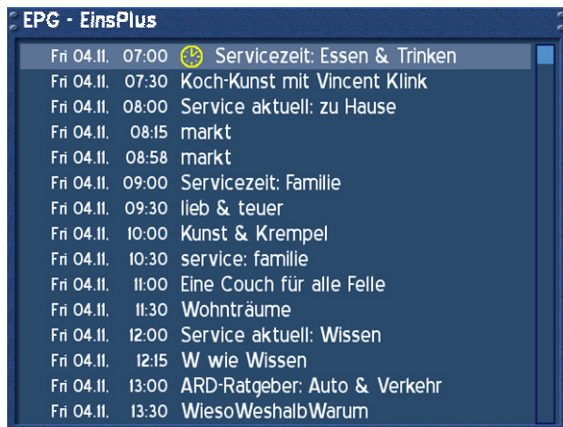 EPG - EinsPlus
Fri 04.11. 07:00 Servicezeit: Essen & Trinken
Fri 04.11. 07:30 Koch-Kunst mit Vincent Klink
Fri 04.11. 08:00 Service aktuell: zu Hause
Fri 04.11. 08:15 markt
Fri 04.11. 08:58 markt
Fri 04.11. 09:00 Servicezeit: Familie
Fri 04.11. 09:30 lieb & teuer
Fri 04.11. 10:00 Kunst & Krempel
Fri 04.11. 10:30 service: familie
Fri 04.11. 11:00 Eine Couch für alle Felle
Fri 04.11. 11:30 Wohnträume
Fri 04.11. 12:00 Service aktuell: Wissen
Fri 04.11. 12:15 W wie Wissen
Fri 04.11. 13:00 ARD-Ratgeber: Auto & Verkehr
Fri 04.11. 13:30 WiesoWeshalbWarum